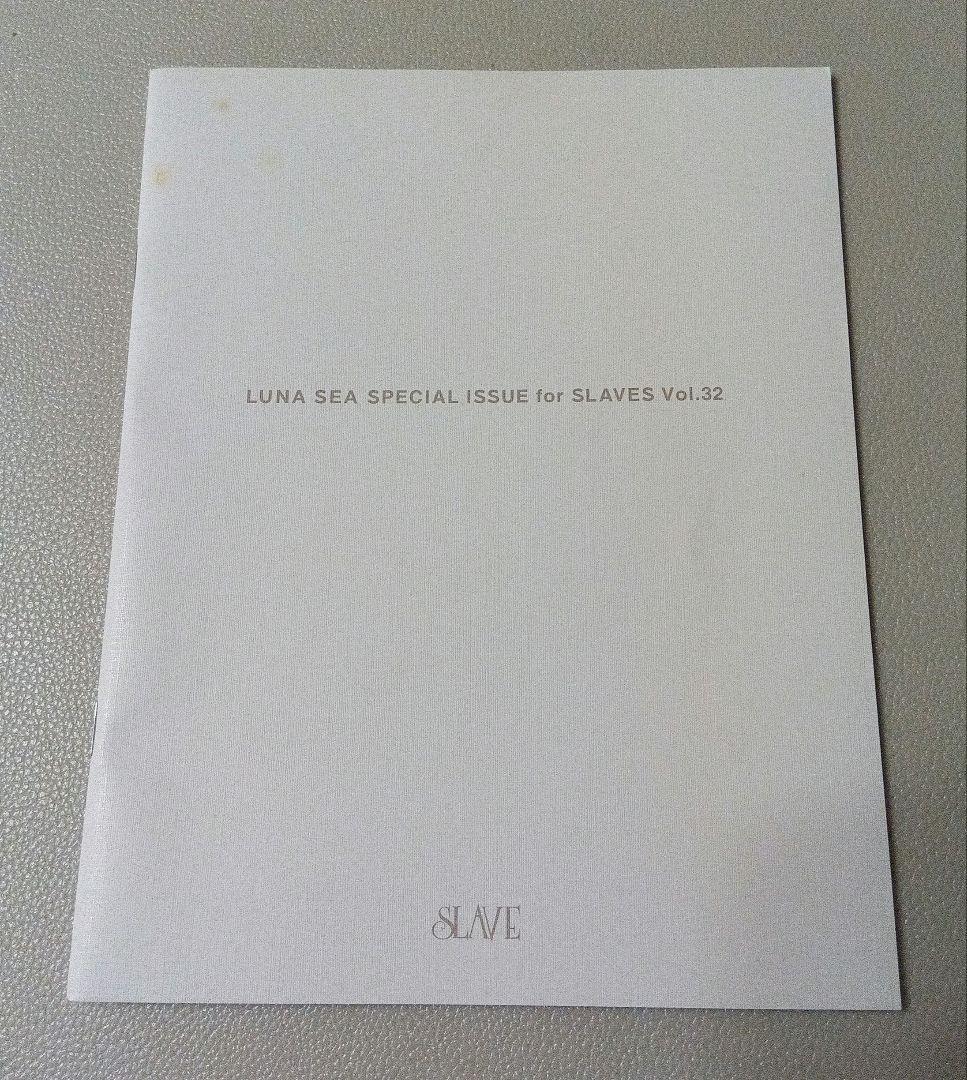 LUNA SEA SPECIAL ISSUE for SLAVES Vol.32
SLAVE